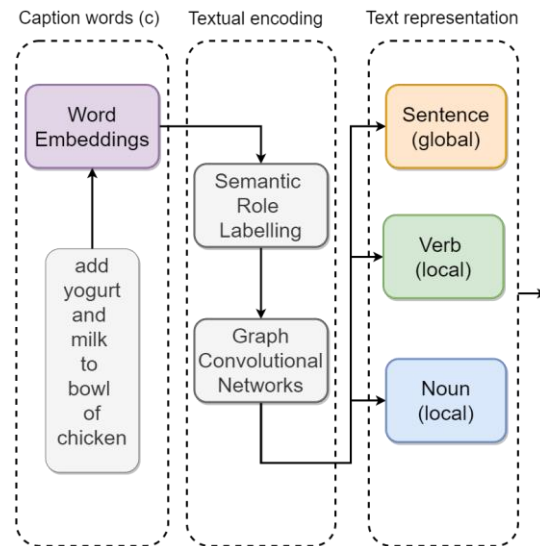 Caption words (c)
Textual encoding
Text representation
Word
Embeddings
add
yogurt
and
milk
to
bowl
of
chicken
Semantic
Role
Labelling
Graph
Convolutional
Networks
Sentence
(global)
Verb
(local)
Noun
(local)